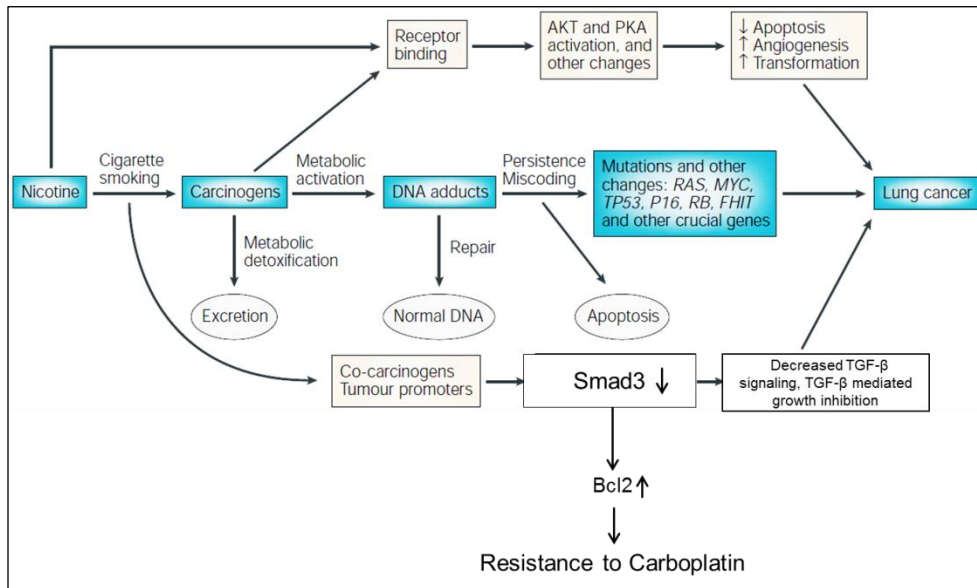 Receptor
binding
AKT and PKA
activation, and
other changes
↓ Apoptosis
↑ Angiogenesis
↑ Transformation
Nicotine
Cigarette
smoking
Carcinogens
Metabolic
activation
DNA adducts
Persistence
Miscoding
Mutations and other
changes: RAS, MYC,
TP53, P16, RB, FHIT
and other crucial genes
Lung cancer
Metabolic
detoxification
Repair
Excretion
Normal DNA
Apoptosis
Co-carcinogens
Tumour promoters
Smad3 ↓
Decreased TGF-β
signaling, TGF-β mediated
growth inhibition
Bcl2 ↑
Resistance to Carboplatin